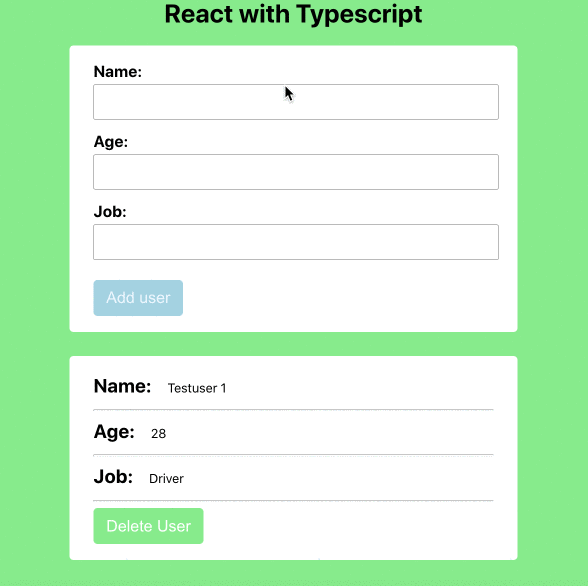 React with Typescript
Name:
Age:
Job:
Add user
Name: Testuser 1
Age: 28
Job: Driver
Delete User